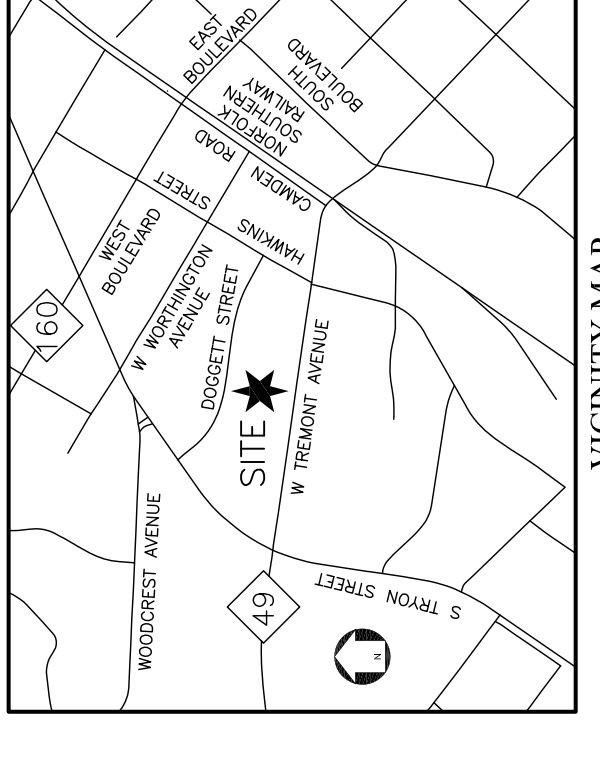 EAST
BOULEVARD
SOUTH
BOULEVARD
NORFOLK
SOUTHERN
RAILWAY
CAMDEN
ROAD
HAWKINS
STREET
WEST
BOULEVARD
160
W WORTHINGTON
AVENUE
DOGGETT STREET
SITE
W TREMONT AVENUE
WOODCREST AVENUE
49
S TRYON STREET
N
VICINITY MAP